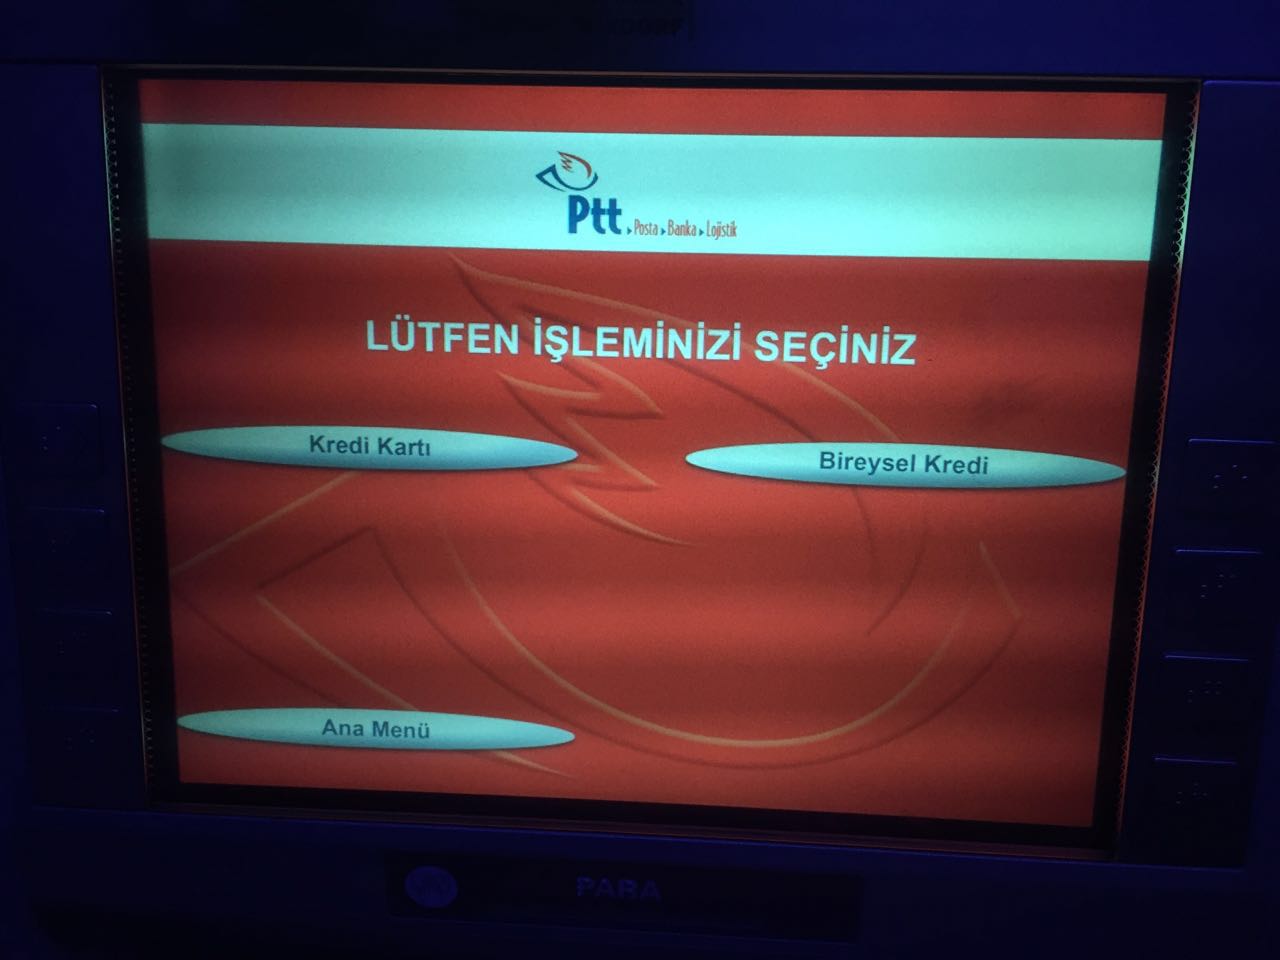 Ptt
Posta Banka Lojistik
LÜTFEN İŞLEMİNİZİ SEÇİNİZ
Kredi Kartı
Bireysel Kredi
Ana Menü
PARA